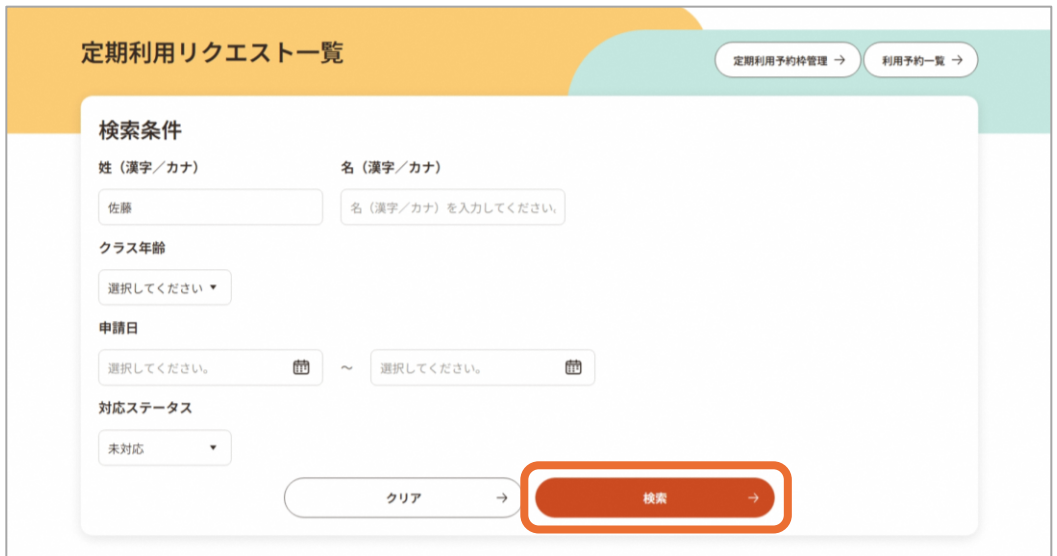 定期利用リクエスト一覧
定期利用予約枠管理 →
利用予約一覧 →
検索条件
姓（漢字／カナ）
名（漢字／カナ）
佐藤
名（漢字／カナ）を入力してください。
クラス年齢
選択してください
申請日
選択してください。
～
選択してください。
対応ステータス
未対応
クリア →
検索 →